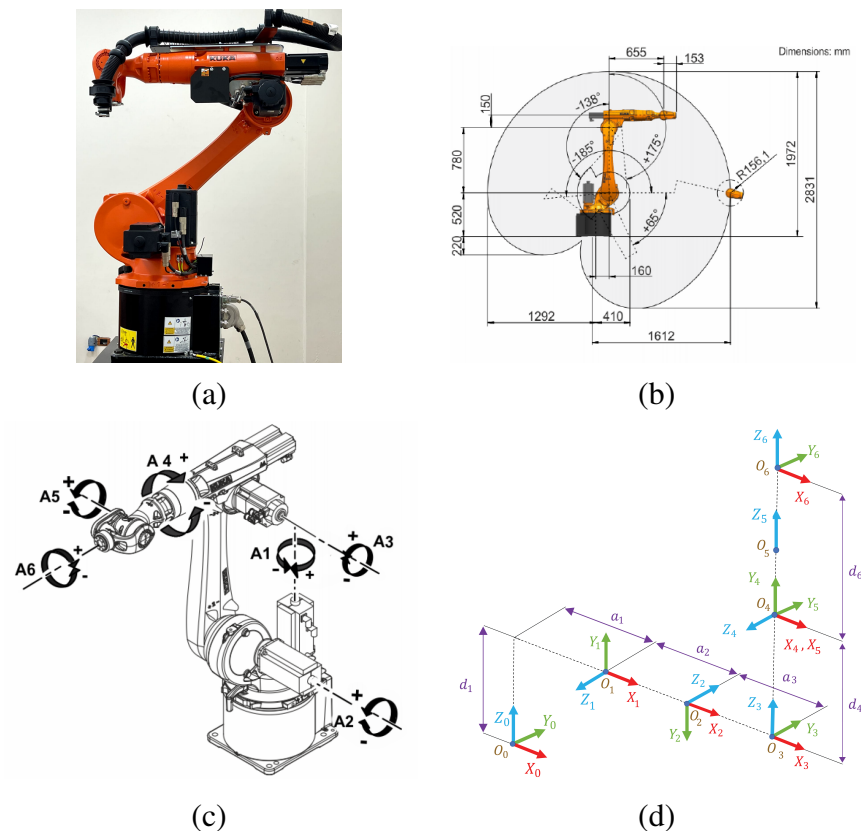 KUKA
(a)
Dimensions: mm
655
153
150
-138°
780
-185°
+175°
R156,1
1972
2831
520
+65°
220
160
1292
410
1612
(b)
A 4
+
-
A5
+
-
A6
+
-
A1
-
+
A3
+
-
A2
+
-
KUKA
(c)
Z6
Y6
O6
X6
Z5
O5
d6
Y4
O4
Y5
Z4
X4 , X5
a1
a2
a3
d1
Y1
O1
Z1
X1
Z2
O2
Y2
X2
Z3
Y3
O3
X3
d4
Z0
Y0
O0
X0
(d)